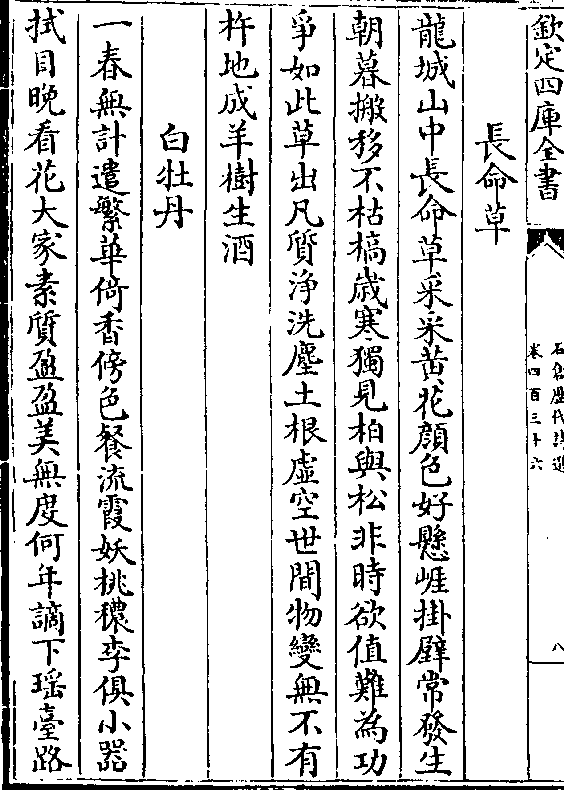 欽定四庫全書
石倉歷代詩選
卷四百三十六
八
長命草
龍城山中長命草采采黄花顔色好懸崕掛壁常發生
朝暮搬移不枯槁歲寒獨見柏與松非時欲值難為功
爭如此草出凡質淨洗塵土根虛空世間物變無不有
杵地成羊樹生酒
白牡丹
一春無計遣繁華倚香傍色餐流霞妖桃穠李俱小器
拭目晚看花大家素質盈盈美無度何年謫下瑶臺路